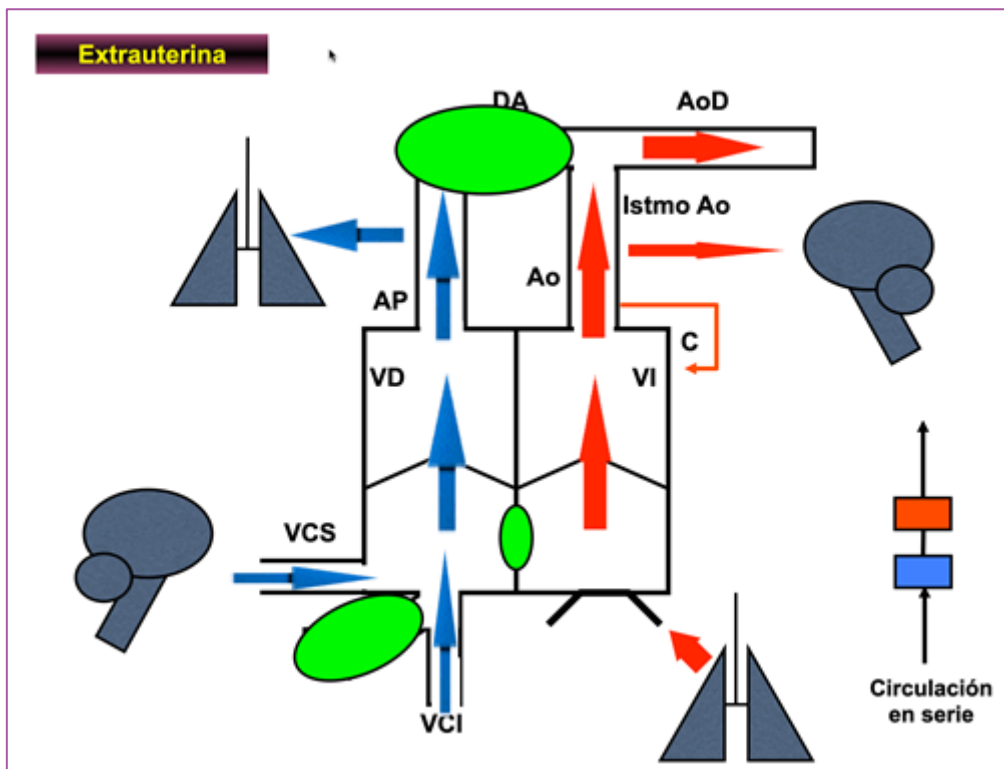 Extrauterina
DA
AoD
Istmo Ao
Ao
AP
C
VD
VI
VCS
VCI
Circulación
en serie